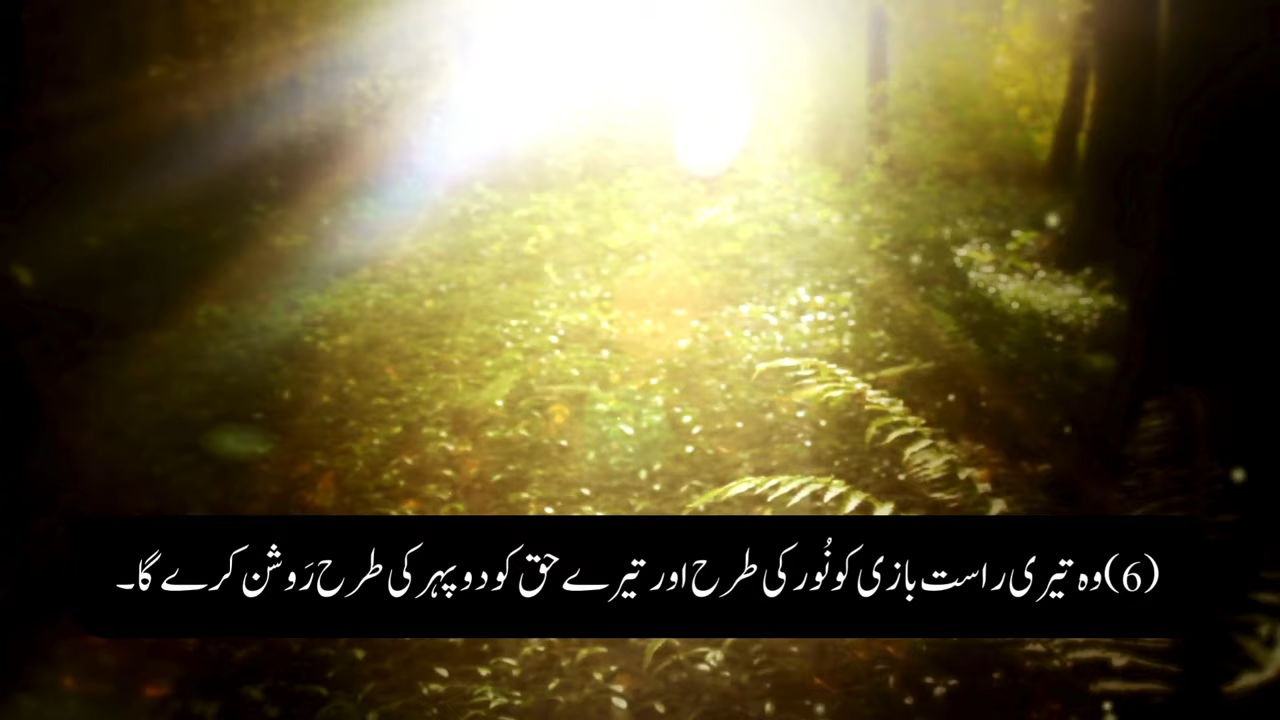 (6)وہ تیری راست بازی کو نُور کی طرح اور تیرے حق کو دوپہر کی طرح رَوشن کرے گا۔